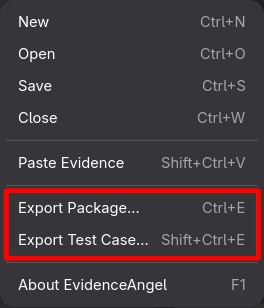 New Ctrl+N
Open Ctrl+O
Save Ctrl+S
Close Ctrl+W
Paste Evidence Shift+Ctrl+V
Export Package... Ctrl+E
Export Test Case... Shift+Ctrl+E
About EvidenceAngel F1